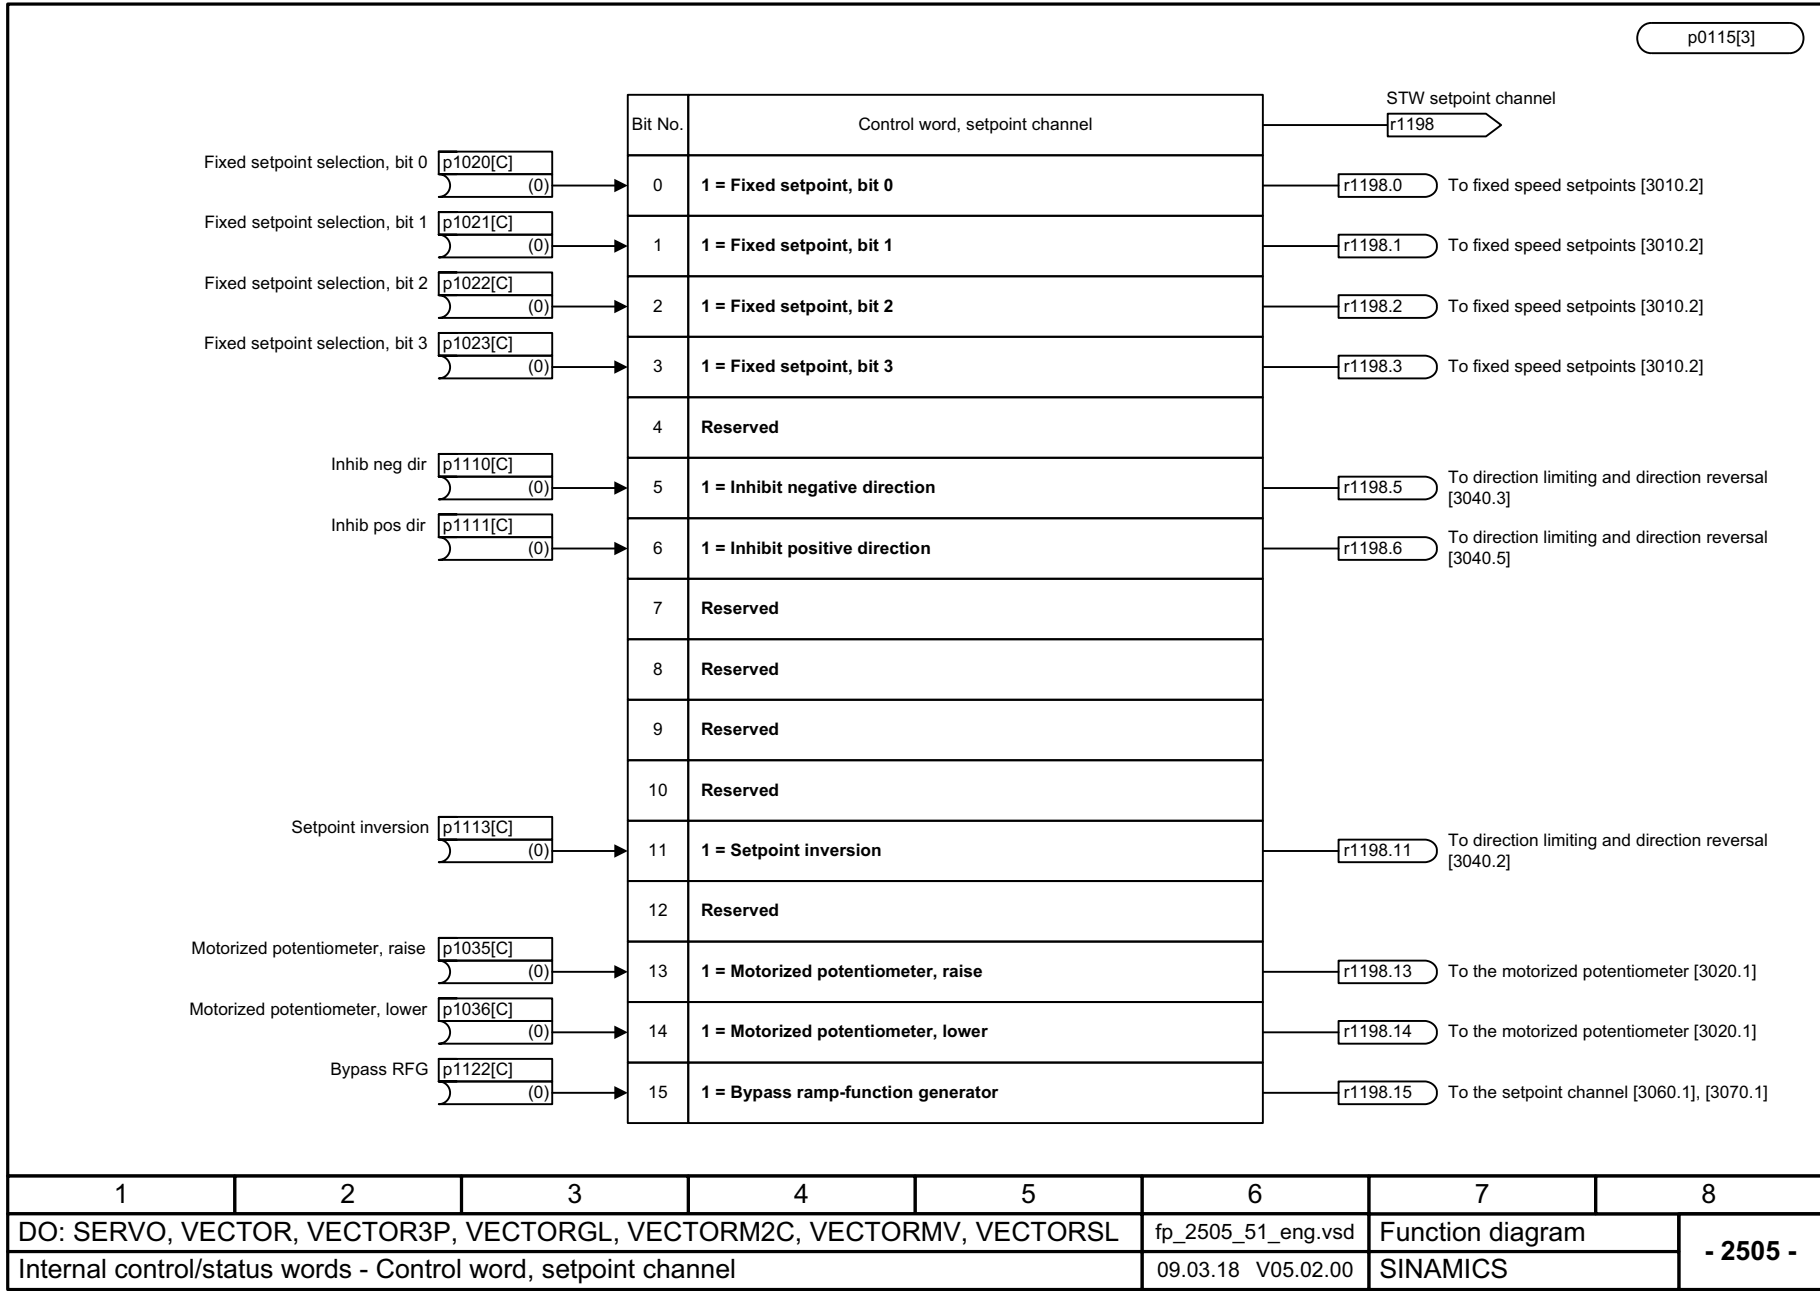 p0115[3]
STW setpoint channel
Bit No. Control word, setpoint channel r1198
Fixed setpoint selection, bit 0 p1020[C]
(0) 0 1 = Fixed setpoint, bit 0 r1198.0 To fixed speed setpoints [3010.2]
Fixed setpoint selection, bit 1 p1021[C]
(0) 1 1 = Fixed setpoint, bit 1 r1198.1 To fixed speed setpoints [3010.2]
Fixed setpoint selection, bit 2 p1022[C]
(0) 2 1 = Fixed setpoint, bit 2 r1198.2 To fixed speed setpoints [3010.2]
Fixed setpoint selection, bit 3 p1023[C]
(0) 3 1 = Fixed setpoint, bit 3 r1198.3 To fixed speed setpoints [3010.2]
4 Reserved
Inhib neg dir p1110[C]
(0) 5 1 = Inhibit negative direction r1198.5 To direction limiting and direction reversal
[3040.3]
Inhib pos dir p1111[C]
(0) 6 1 = Inhibit positive direction r1198.6 To direction limiting and direction reversal
[3040.5]
7 Reserved
8 Reserved
9 Reserved
10 Reserved
Setpoint inversion p1113[C]
(0) 11 1 = Setpoint inversion r1198.11 To direction limiting and direction reversal
[3040.2]
12 Reserved
Motorized potentiometer, raise p1035[C]
(0) 13 1 = Motorized potentiometer, raise r1198.13 To the motorized potentiometer [3020.1]
Motorized potentiometer, lower p1036[C]
(0) 14 1 = Motorized potentiometer, lower r1198.14 To the motorized potentiometer [3020.1]
Bypass RFG p1122[C]
(0) 15 1 = Bypass ramp-function generator r1198.15 To the setpoint channel [3060.1], [3070.1]
1 2 3 4 5 6 7 8
DO: SERVO, VECTOR, VECTOR3P, VECTORGL, VECTORM2C, VECTORMV, VECTORSL fp_2505_51_eng.vsd Function diagram - 2505 -
Internal control/status words - Control word, setpoint channel 09.03.18 V05.02.00 SINAMICS